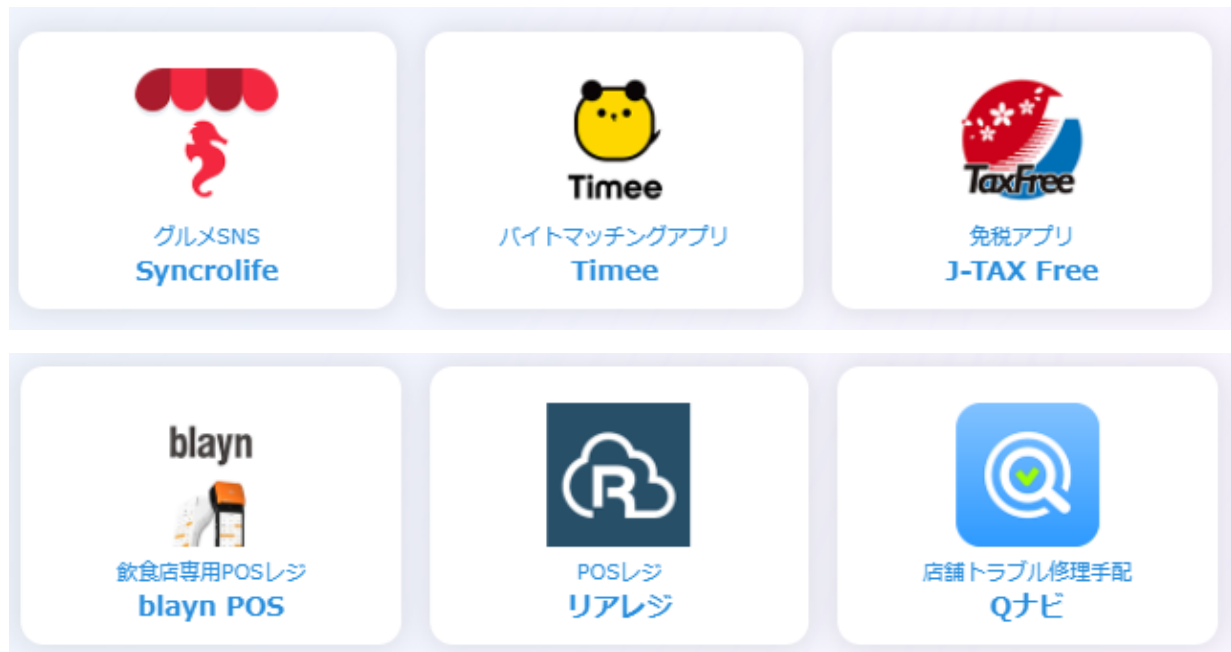 Timee
TaxFree
グルメSNS
Syncrolife
バイトマッチングアプリ
Timee
免税アプリ
J-TAX Free
blayn
R
飲食店専用POSレジ
blayn POS
POSレジ
リアレジ
店舗トラブル修理手配
Qナビ